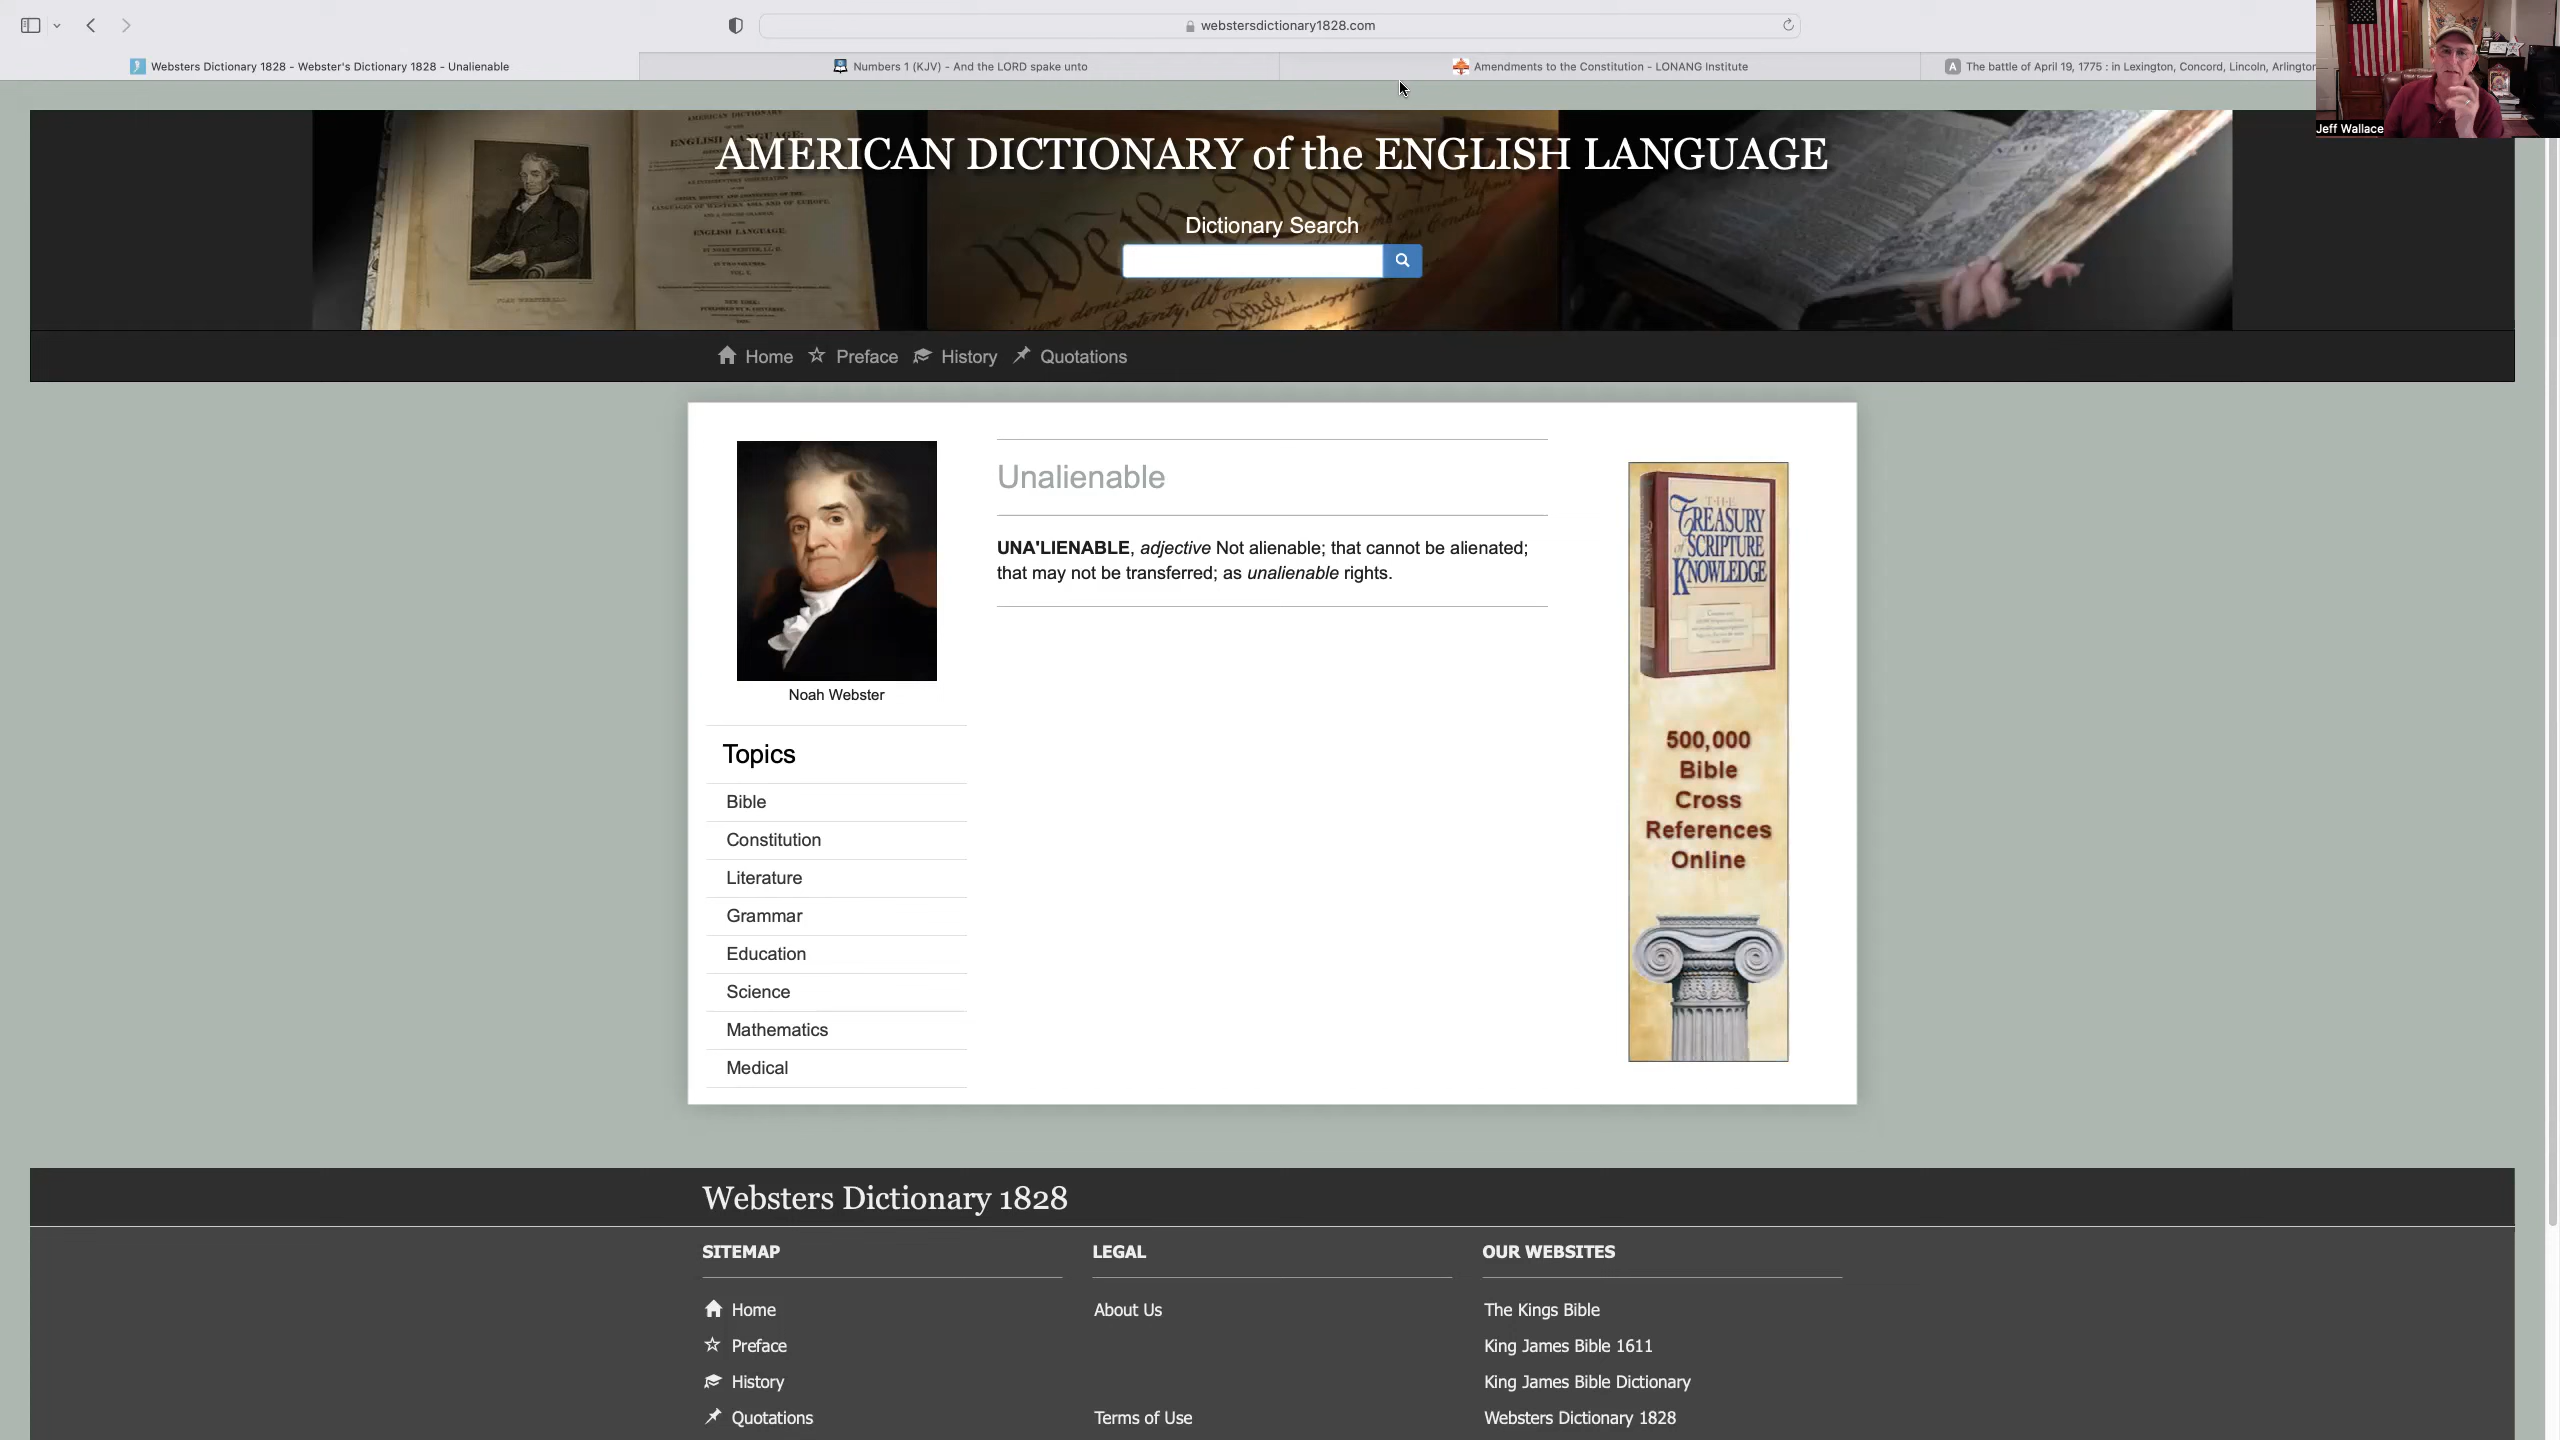 webstersdictionary1828.com
Websters Dictionary 1828 - Webster's Dictionary 1828 - Unalienable
Numbers 1 (KJV) - And the LORD spake unto
Amendments to the Constitution - LONANG Institute
The battle of April 19, 1775 : in Lexington, Concord, Lincoln, Arlington
Jeff Wallace
AMERICAN DICTIONARY of the ENGLISH LANGUAGE
Dictionary Search
Home Preface History Quotations
Unalienable
UNA'LIENABLE, adjective Not alienable; that cannot be alienated;
that may not be transferred; as unalienable rights.
Noah Webster
Topics
Bible
Constitution
Literature
Grammar
Education
Science
Mathematics
Medical
THE
TREASURY
of SCRIPTURE
KNOWLEDGE
500,000
Bible
Cross
References
Online
Websters Dictionary 1828
SITEMAP
Home
Preface
History
Quotations
LEGAL
About Us
Terms of Use
OUR WEBSITES
The Kings Bible
King James Bible 1611
King James Bible Dictionary
Websters Dictionary 1828